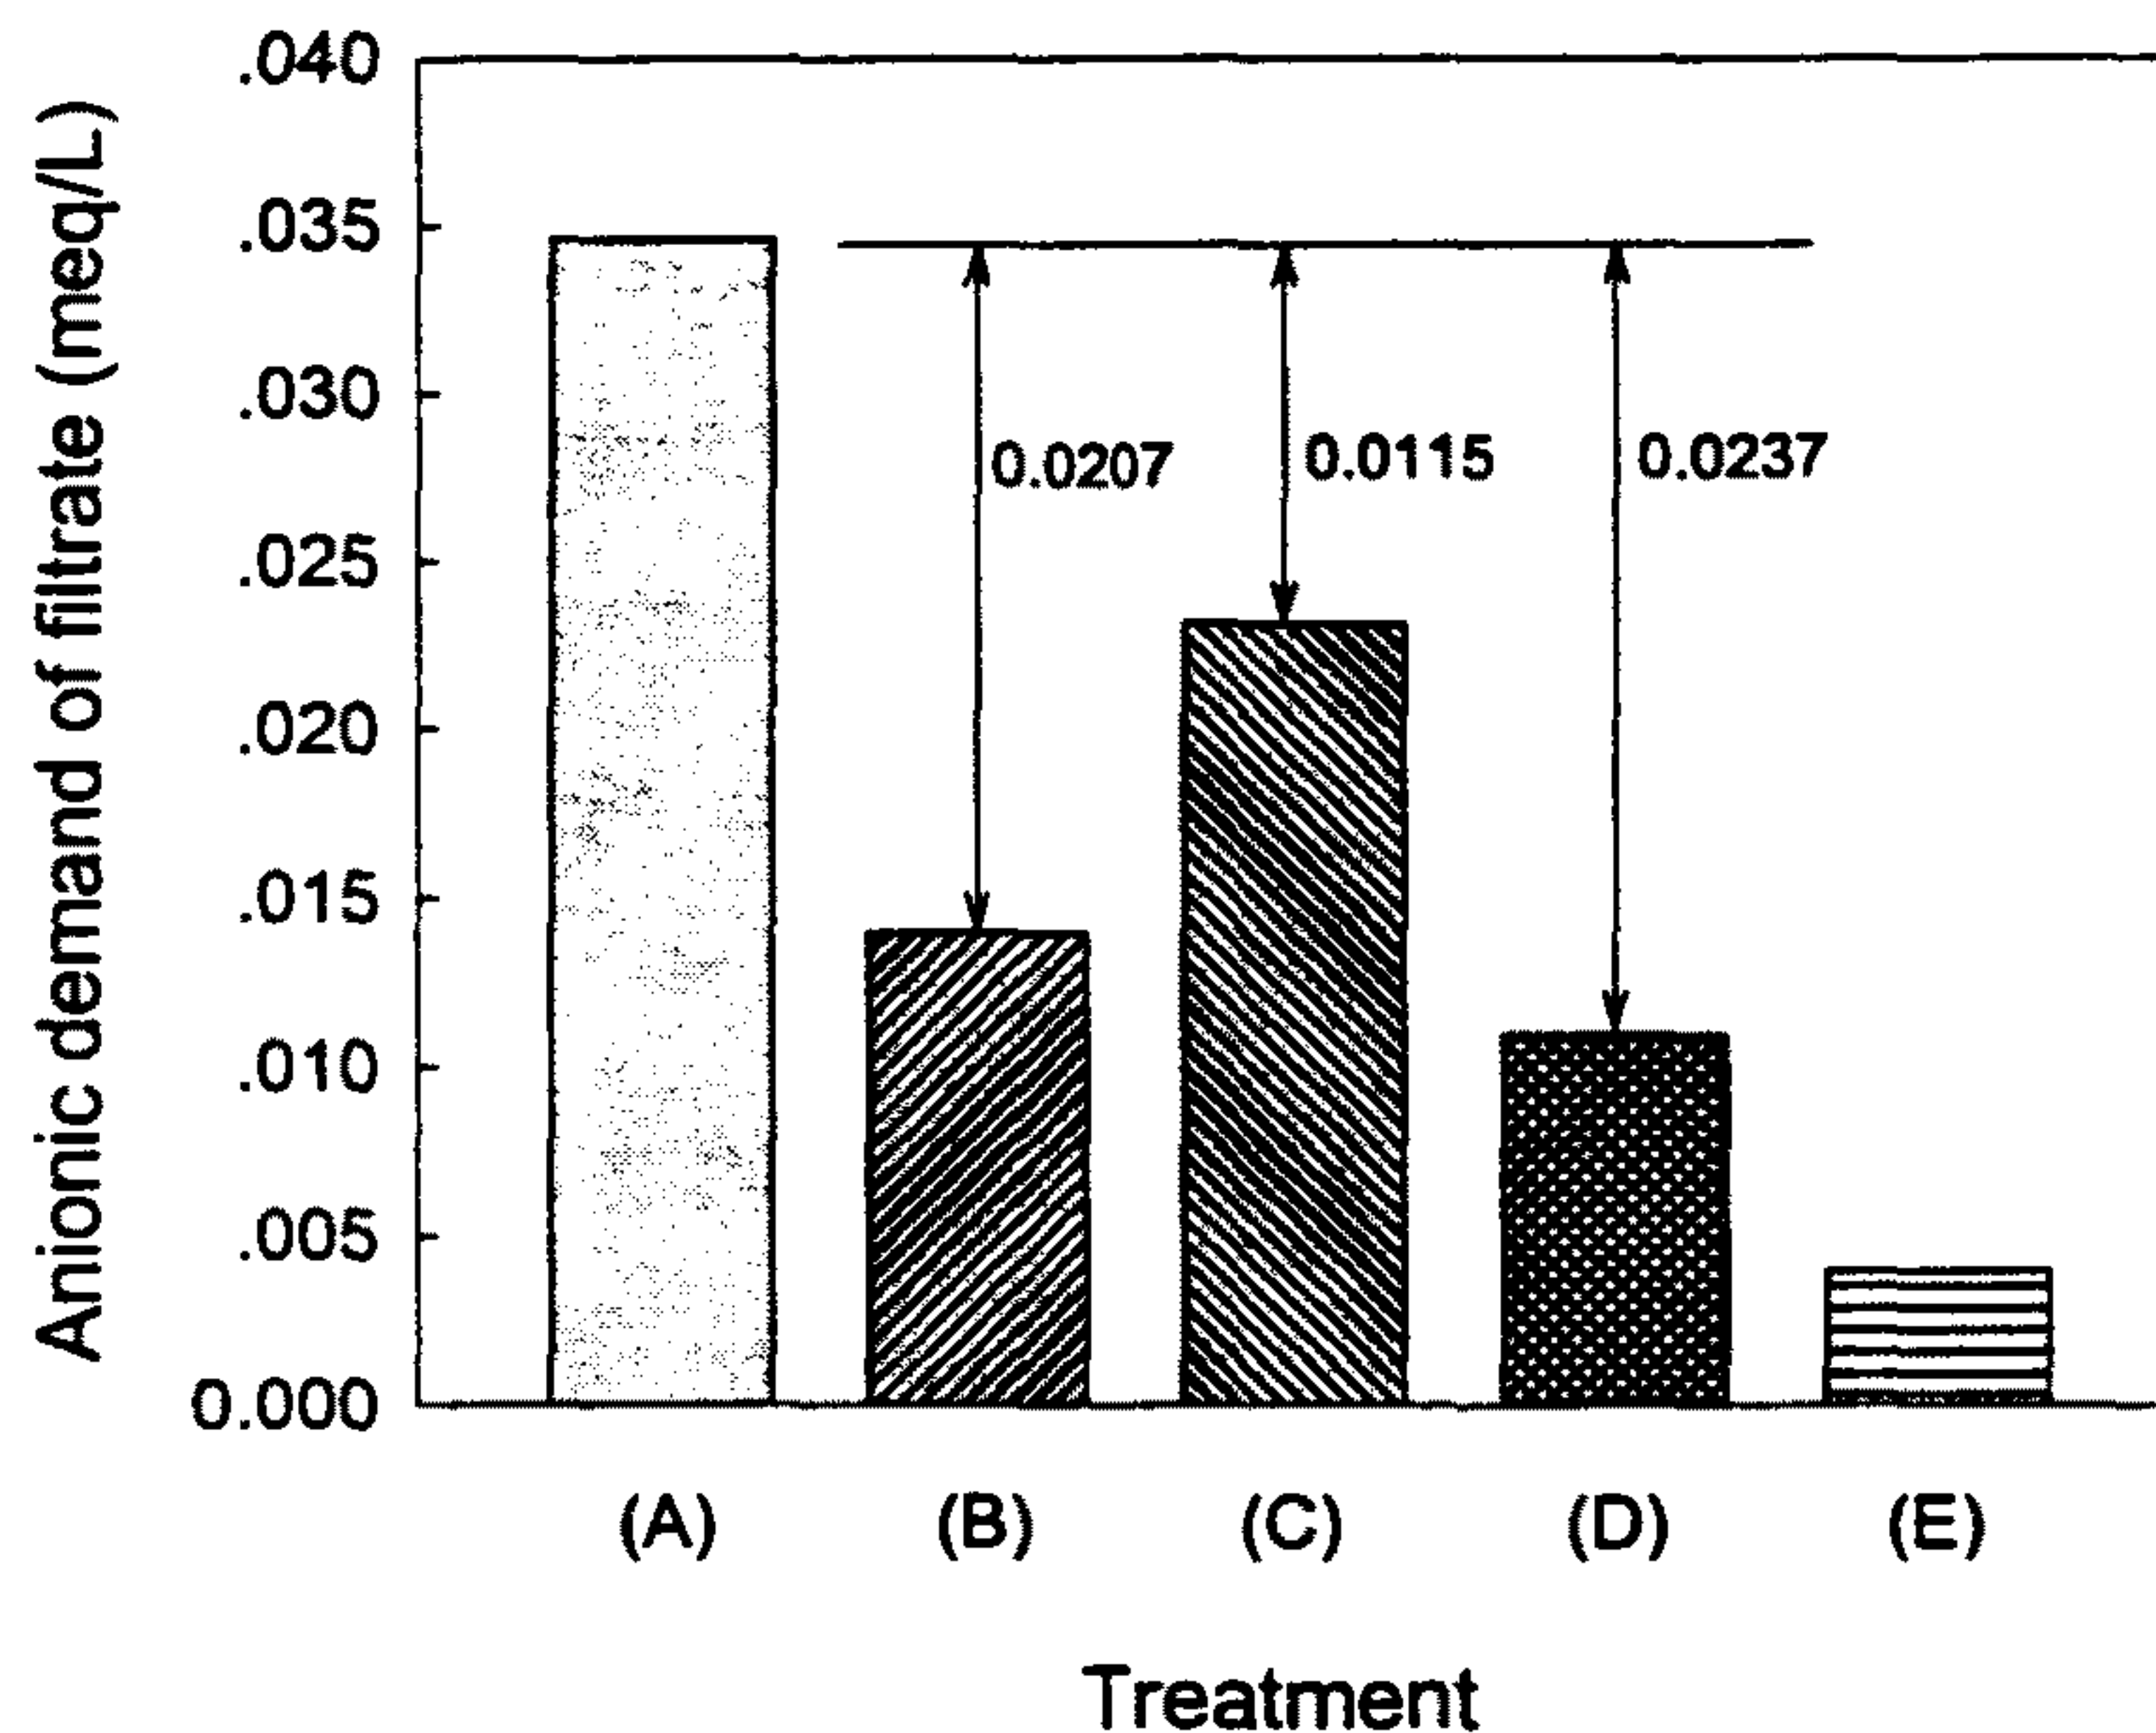 Anionic demand of filtrate (meq/L)
.040
.035
.030
.025
.020
.015
.010
.005
0.000
0.0207
0.0115
0.0237
(A)
(B)
(C)
(D)
(E)
Treatment